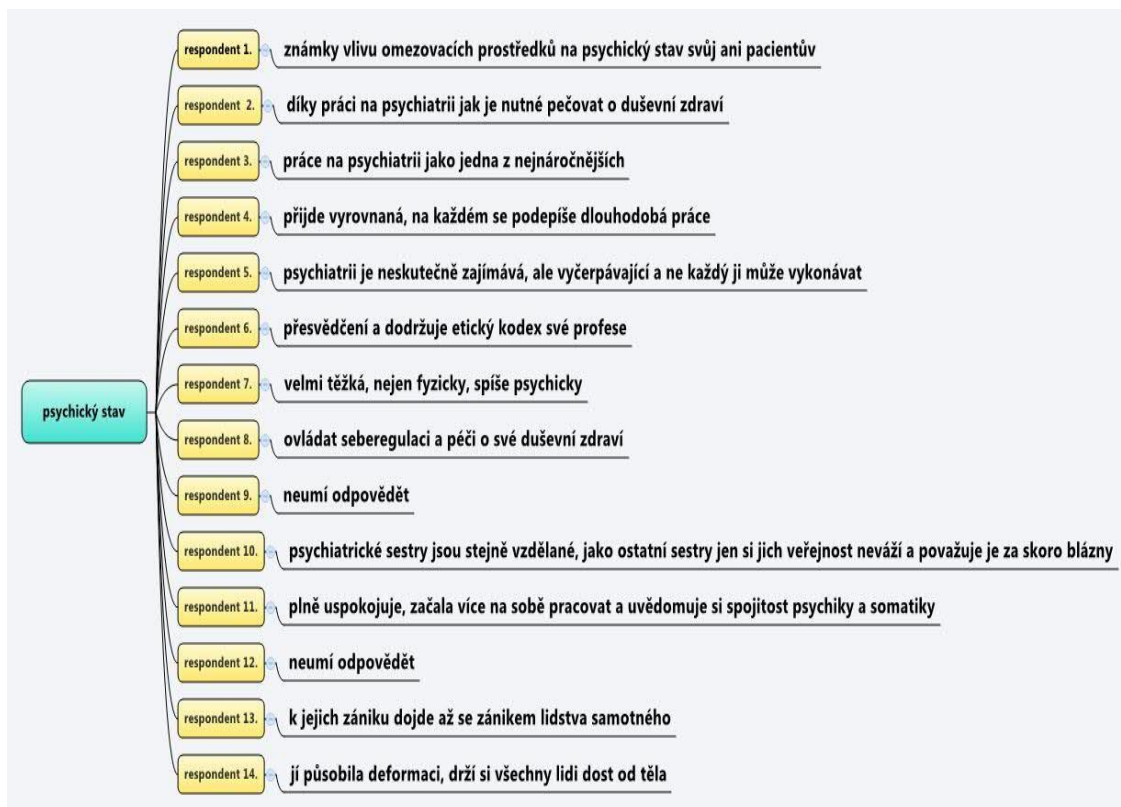 respondent 1. známky vlivu omezovacích prostředků na psychický stav svůj ani pacientův
respondent 2. díky práci na psychiatrii jak je nutné pečovat o duševní zdraví
respondent 3. práce na psychiatrii jako jedna z nejnáročnějších
respondent 4. přijde vyrovnaná, na každém se podepíše dlouhodobá práce
respondent 5. psychiatrii je neskutečně zajímává, ale vyčerpávající a ne každý ji může vykonávat
respondent 6. přesvědčení a dodržuje etický kodex své profese
respondent 7. velmi těžká, nejen fyzicky, spíše psychicky
psychický stav
respondent 8. ovládat seberegulaci a péči o své duševní zdraví
respondent 9. neumí odpovědět
respondent 10. psychiatrické sestry jsou stejně vzdělané, jako ostatní sestry jen si jich veřejnost neváží a považuje je za skoro blázny
respondent 11. plně uspokojuje, začala více na sobě pracovat a uvědomuje si spojitost psychiky a somatiky
respondent 12. neumí odpovědět
respondent 13. k jejich zániku dojde až se zánikem lidstva samotného
respondent 14. jí působila deformaci, drží si všechny lidi dost od těla